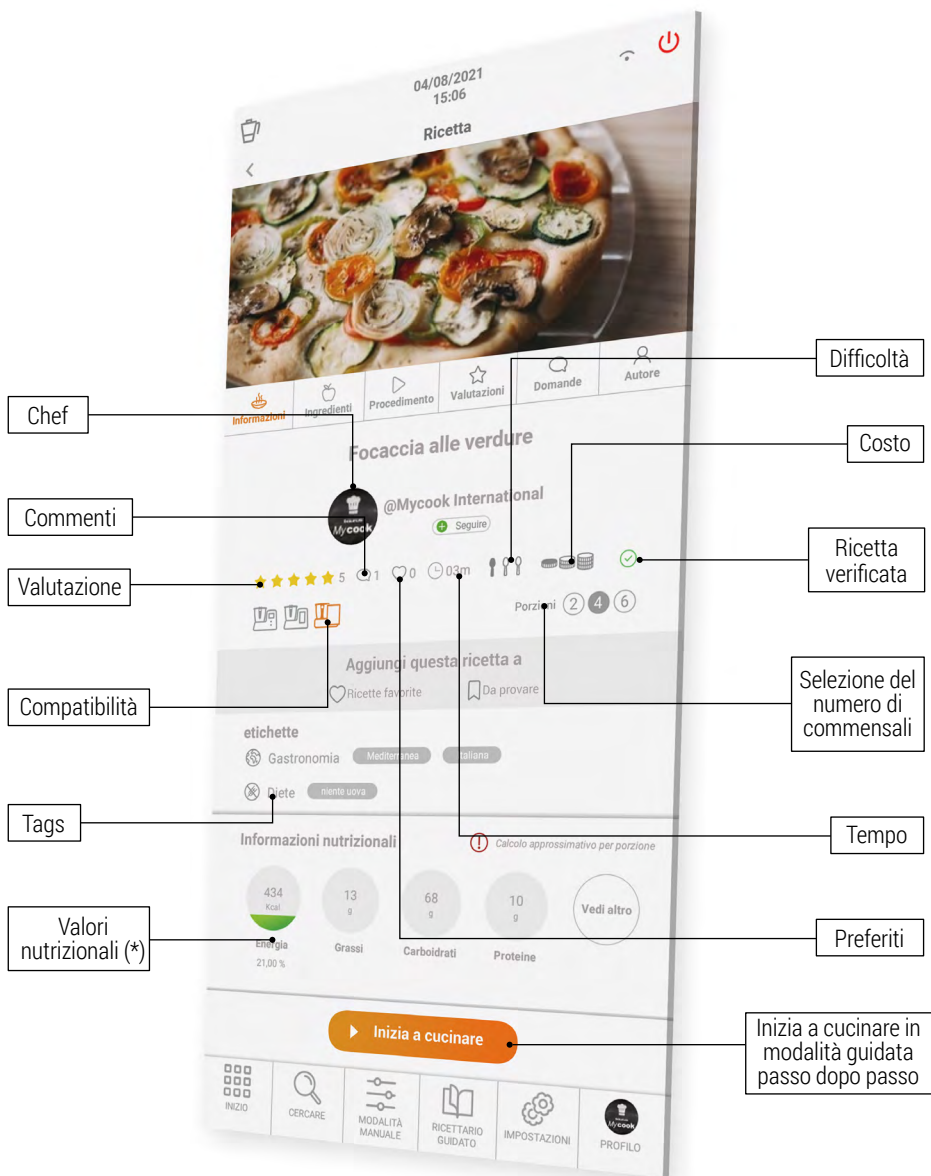 04/08/2021
15:06
Ricetta
Informazioni
Ingredienti
Procedimento
Valutazioni
Domande
Autore
Focaccia alle verdure
Mycook
@Mycook International
Seguire
5
1
0
03m
Porzioni 2 4 6
Aggiungi questa ricetta a
Ricette favorite
Da provare
etichette
Gastronomia
Mediterranea
Italiana
Diete
niente uova
Informazioni nutrizionali
Calcolo approssimativo per porzione
434
Kcal
Energia
21,00 %
13
g
Grassi
68
g
Carboidrati
10
g
Proteine
Vedi altro
Inizia a cucinare
INIZIO
CERCARE
MODALITÀ
MANUALE
RICETTARIO
GUIDATO
IMPOSTAZIONI
Mycook
PROFILO
Chef
Commenti
Valutazione
Compatibilità
Tags
Valori
nutrizionali (*)
Difficoltà
Costo
Ricetta
verificata
Selezione del
numero di
commensali
Tempo
Preferiti
Inizia a cucinare in
modalità guidata
passo dopo passo